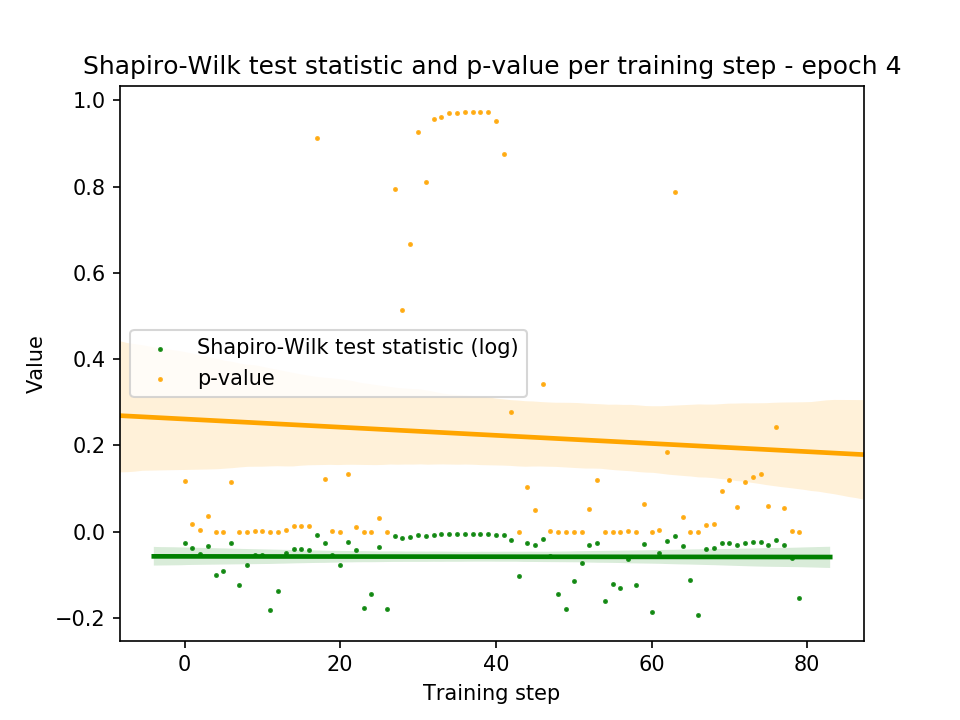 Shapiro-Wilk test statistic and p-value per training step - epoch 4
1.0
0.8
0.6
0.4
0.2
0.0
−0.2
Value
Shapiro-Wilk test statistic (log)
p-value
0 20 40 60 80
Training step